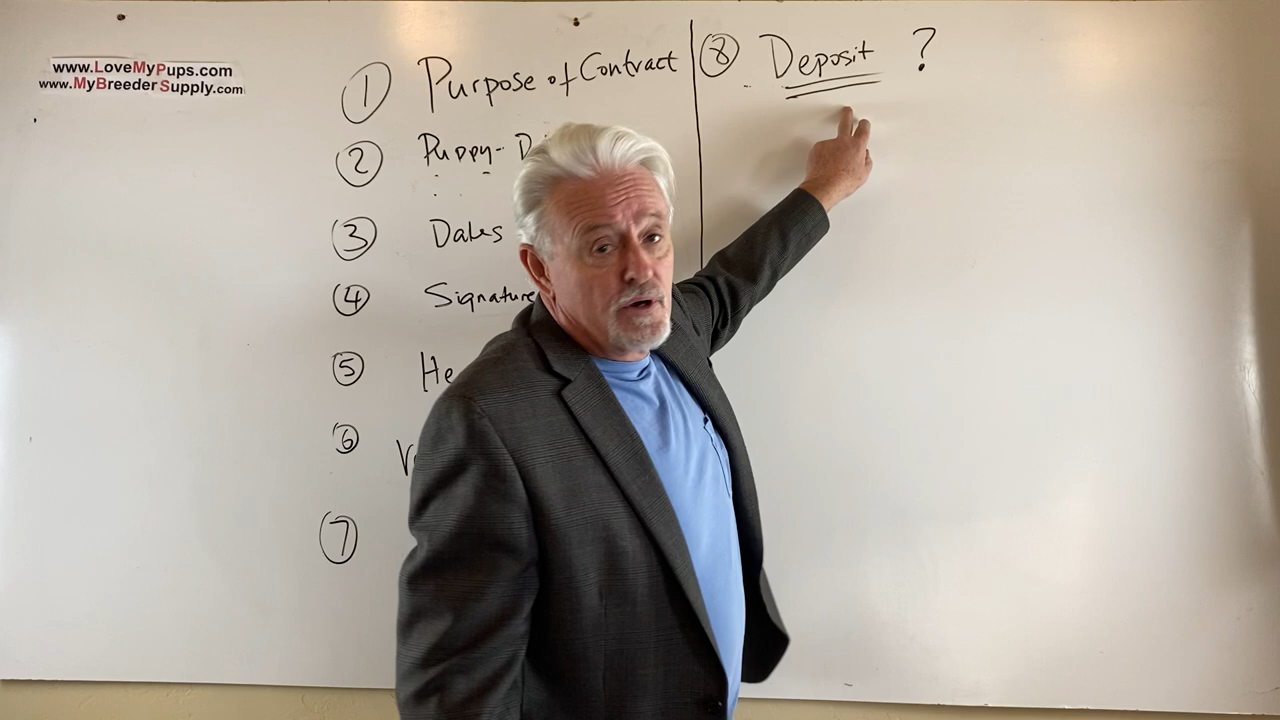 www.LoveMyPups.com
www.MyBreederSupply.com
① Purpose of Contract
② Puppy-
③ Dates
④ Signature
⑤ He
⑥
⑦
⑧ Deposit ?